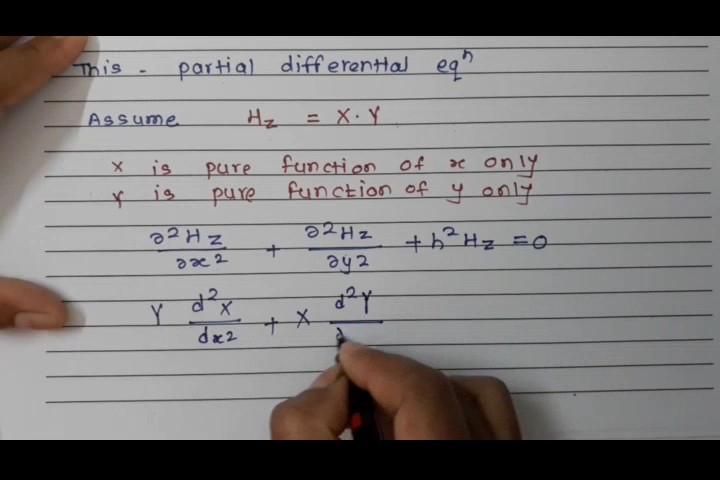 This - partial differential eqⁿ
Assume Hz = X · Y
X is pure function of x only
Y is pure function of y only
∂²Hz/∂x² + ∂²Hz/∂y² + h²Hz = 0
Y d²X/dx² + X d²Y/d